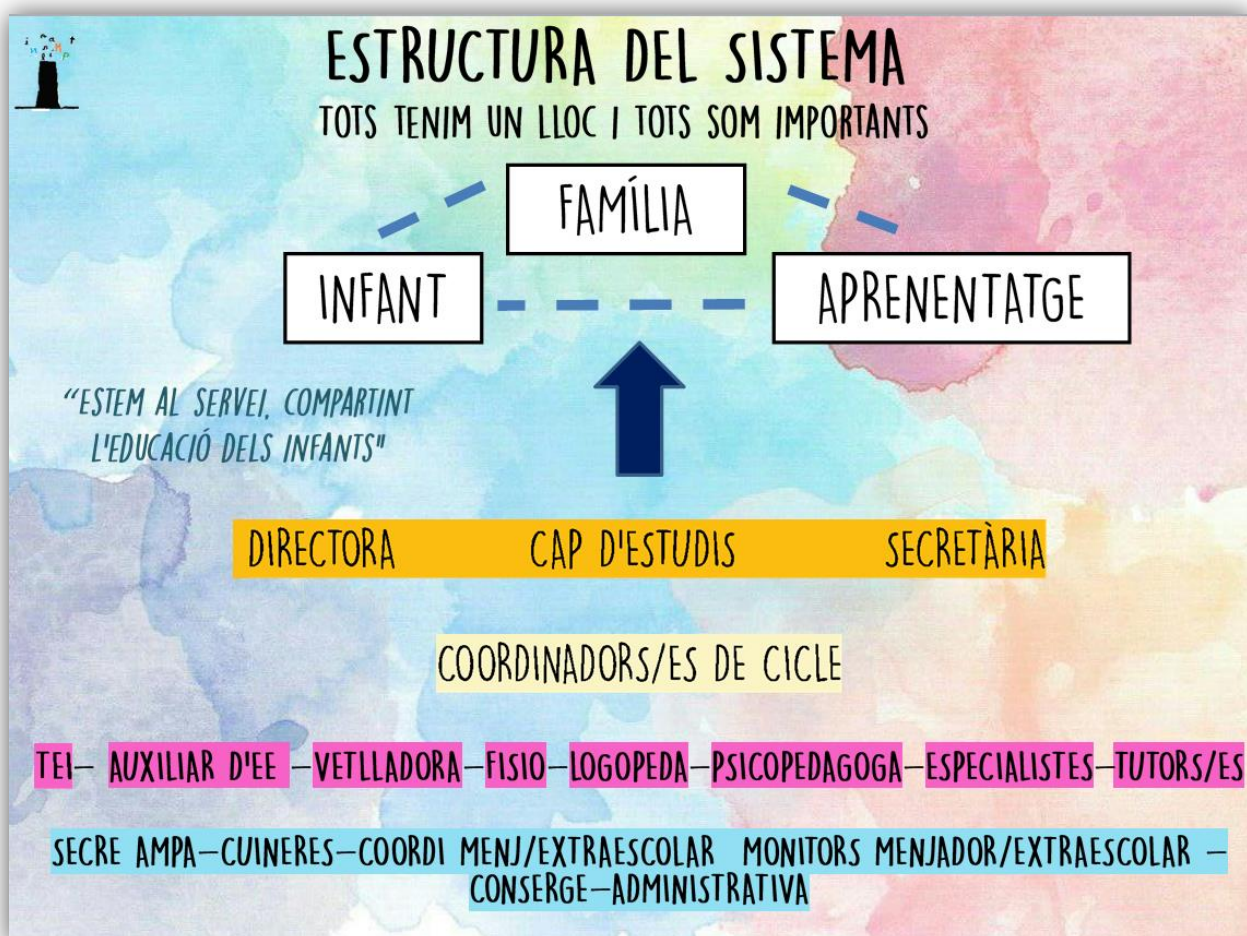 ESTRUCTURA DEL SISTEMA
TOTS TENIM UN LLOC I TOTS SOM IMPORTANTS
FAMÍLIA
INFANT
APRENENTATGE
“ESTEM AL SERVEI, COMPARTINT
L'EDUCACIÓ DELS INFANTS"
DIRECTORA CAP D'ESTUDIS SECRETÀRIA
COORDINADORS/ES DE CICLE
TEI– AUXILIAR D'EE –VETLLADORA–FISIO–LOGOPEDA–PSICOPEDAGOGA–ESPECIALISTES–TUTORS/ES
SECRE AMPA–CUINERES–COORDI MENJ/EXTRAESCOLAR MONITORS MENJADOR/EXTRAESCOLAR –
CONSERGE–ADMINISTRATIVA